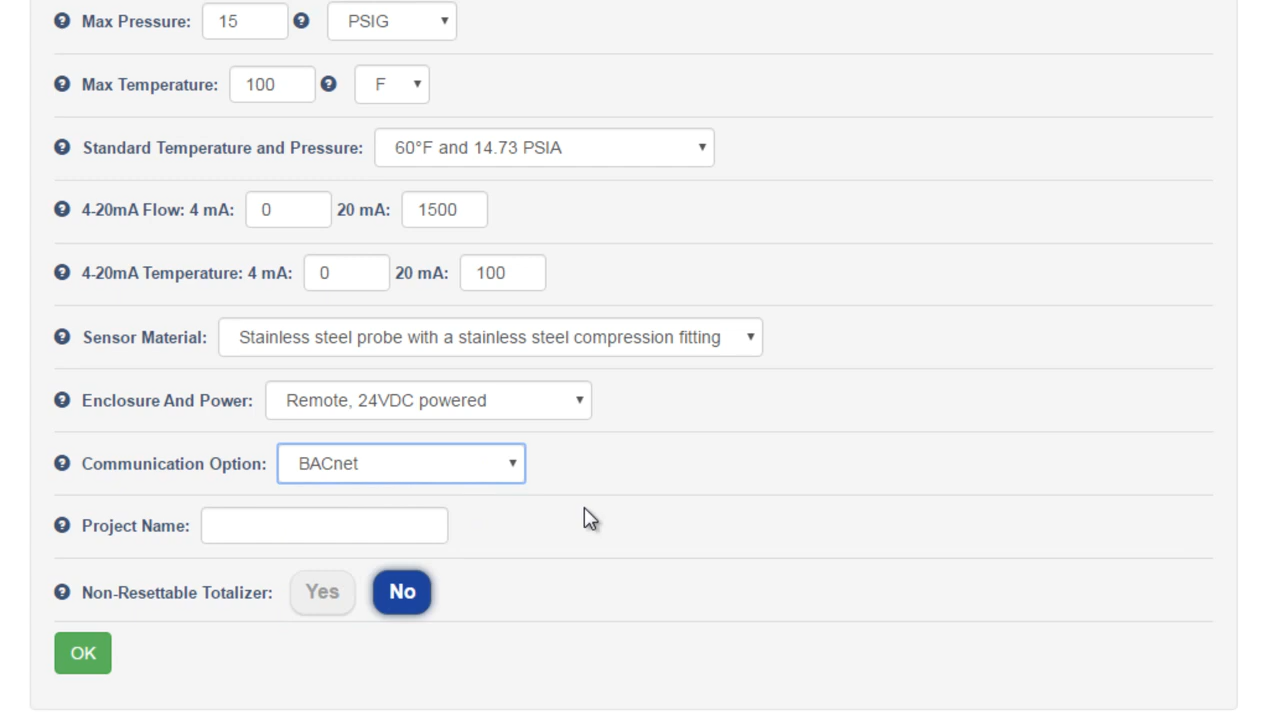 Max Pressure: 15 PSIG
Max Temperature: 100 F
Standard Temperature and Pressure: 60°F and 14.73 PSIA
4-20mA Flow: 4 mA: 0 20 mA: 1500
4-20mA Temperature: 4 mA: 0 20 mA: 100
Sensor Material: Stainless steel probe with a stainless steel compression fitting
Enclosure And Power: Remote, 24VDC powered
Communication Option: BACnet
Project Name:
Non-Resettable Totalizer: Yes No
OK